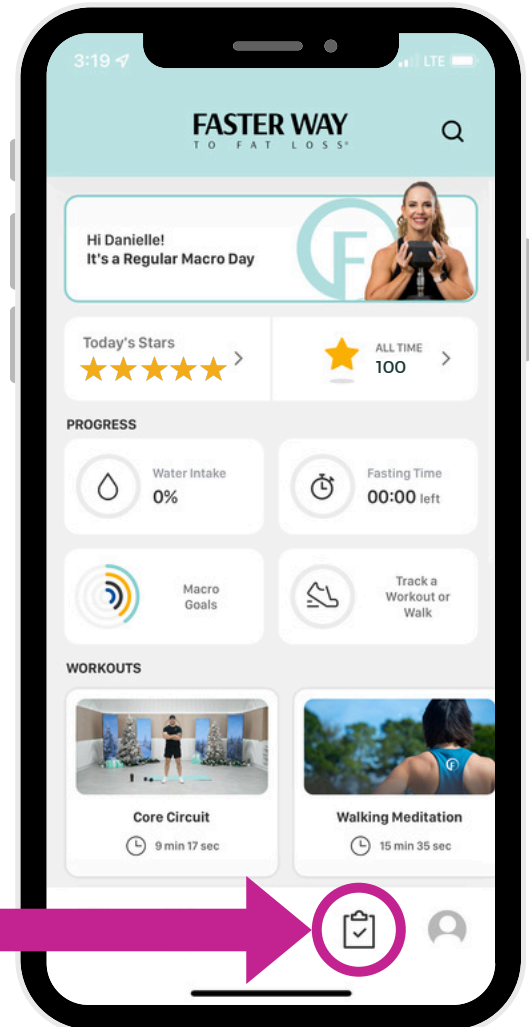 3:19
LTE
FASTER WAY
TO FAT LOSS®
Hi Danielle!
It's a Regular Macro Day
F
Today's Stars
ALL TIME
100
PROGRESS
Water Intake
0%
Fasting Time
00:00 left
Macro
Goals
Track a
Workout or
Walk
WORKOUTS
F
Core Circuit
9 min 17 sec
Walking Meditation
15 min 35 sec